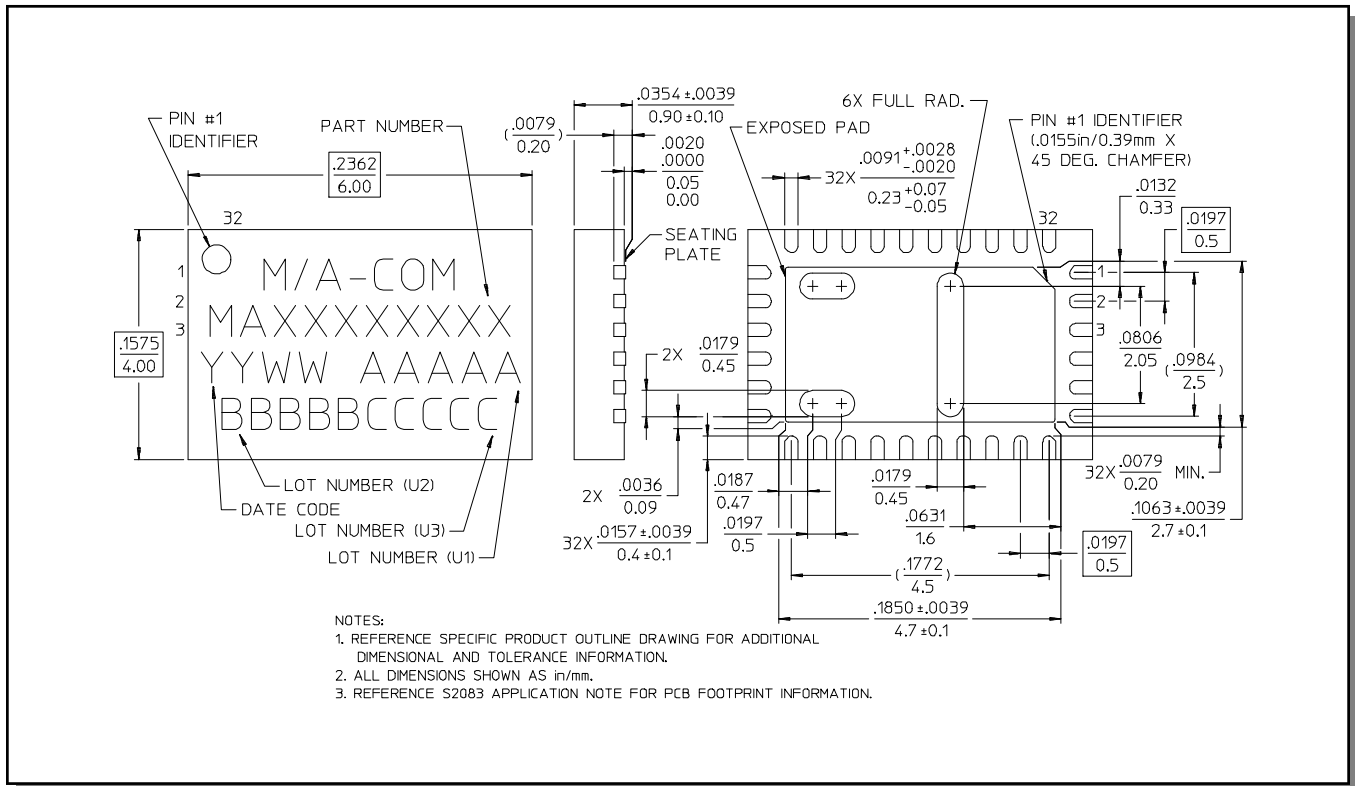 PIN #1
IDENTIFIER
PART NUMBER
.2362
6.00
32
1
2
3
.1575
4.00
M/A-COM
MAXXXXXXXXX
YYWW AAAAA
BBBBBCCCCC
LOT NUMBER (U2)
DATE CODE
LOT NUMBER (U3)
LOT NUMBER (U1)
.0354 ±.0039
0.90 ±0.10
(.0079)
0.20
.0020
.0000
0.05
0.00
SEATING
PLATE
EXPOSED PAD
6X FULL RAD.
32X .0091 +.0028
-.0020
0.23 +0.07
-0.05
PIN #1 IDENTIFIER
(.0155in/0.39mm X
45 DEG. CHAMFER)
32
.0132
0.33
.0197
0.5
1
2
3
.0806
2.05
(.0984)
2.5
2X .0179
0.45
2X .0036
0.09
32X .0157 ±.0039
0.4 ±0.1
.0187
0.47
.0197
0.5
.0179
0.45
.0631
1.6
32X .0079 MIN.
0.20
.1063 ±.0039
2.7 ±0.1
.0197
0.5
(.1772)
4.5
.1850 ±.0039
4.7 ±0.1
NOTES:
1. REFERENCE SPECIFIC PRODUCT OUTLINE DRAWING FOR ADDITIONAL
DIMENSIONAL AND TOLERANCE INFORMATION.
2. ALL DIMENSIONS SHOWN AS in/mm.
3. REFERENCE S2083 APPLICATION NOTE FOR PCB FOOTPRINT INFORMATION.